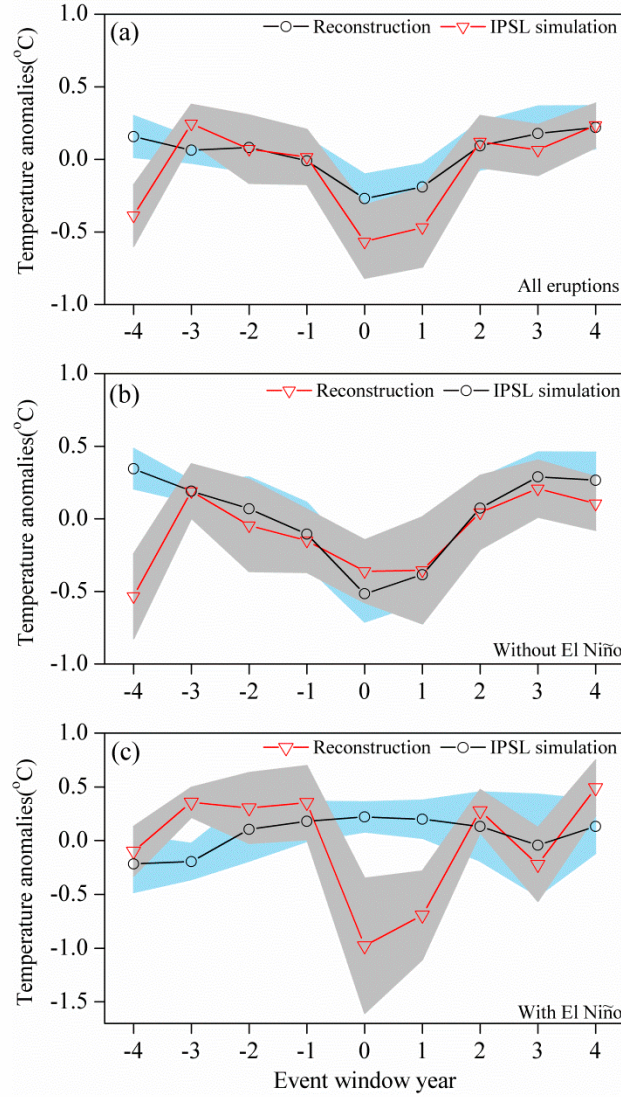 (a)
Reconstruction IPSL simulation
Temperature anomalies(°C)
1.0
0.5
0.0
-0.5
-1.0
All eruptions
-4 -3 -2 -1 0 1 2 3 4
(b)
Reconstruction IPSL simulation
Temperature anomalies(°C)
1.0
0.5
0.0
-0.5
-1.0
Without El Niño
-4 -3 -2 -1 0 1 2 3 4
(c)
Reconstruction IPSL simulation
Temperature anomalies(°C)
1.0
0.5
0.0
-0.5
-1.0
-1.5
With El Niño
-4 -3 -2 -1 0 1 2 3 4
Event window year